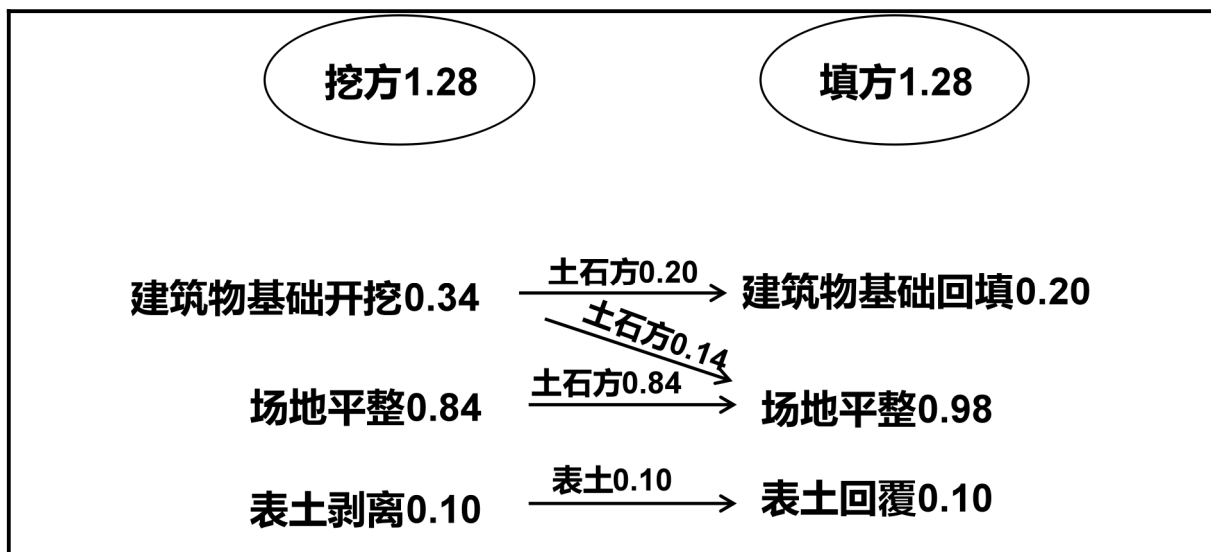 挖方1.28
填方1.28
土石方0.20
建筑物基础开挖0.34
建筑物基础回填0.20
土石方0.14
土石方0.84
场地平整0.84
场地平整0.98
表土0.10
表土剥离0.10
表土回覆0.10